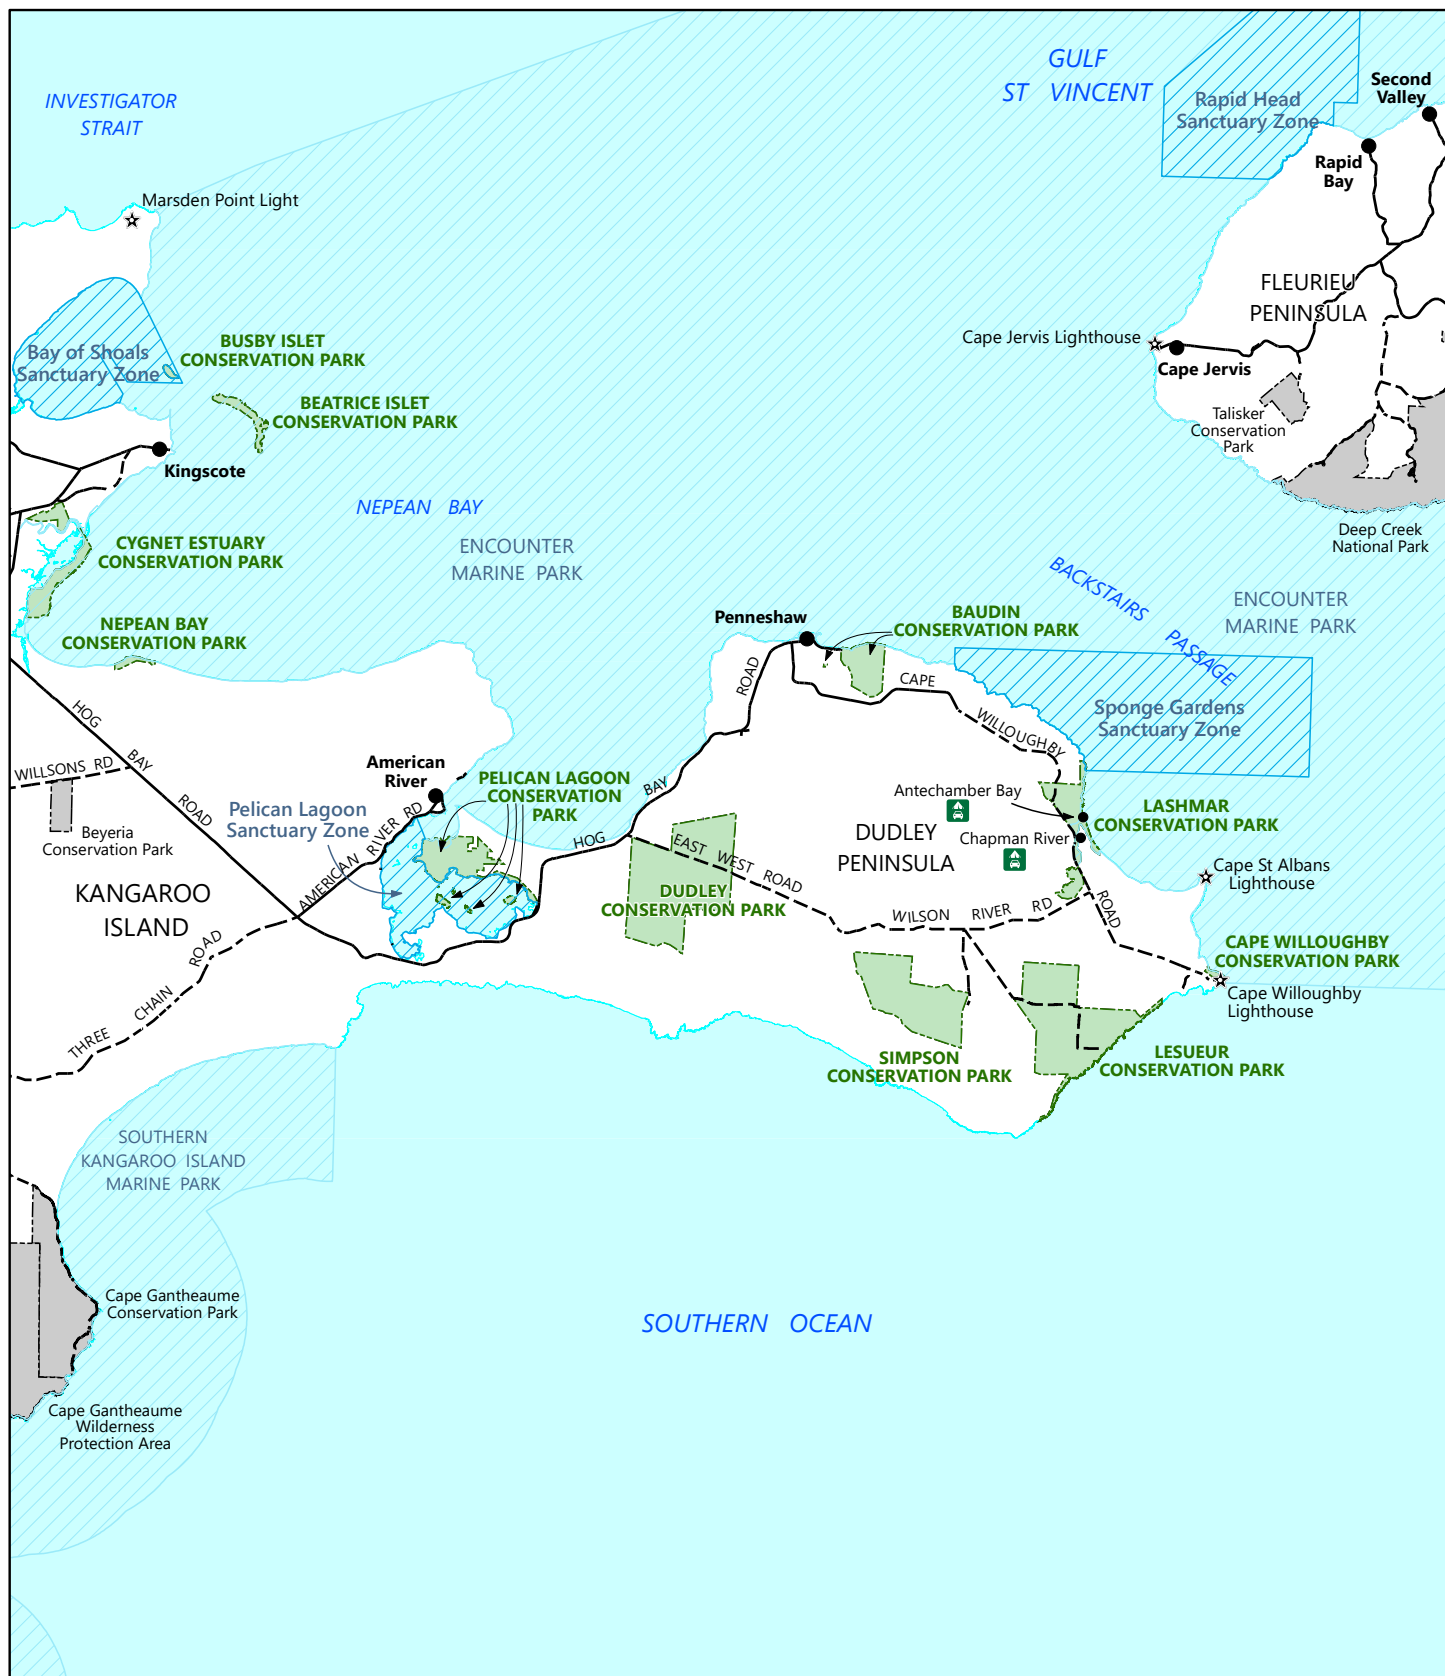 GULF
ST VINCENT
INVESTIGATOR
STRAIT
Rapid Head
Sanctuary Zone
Second
Valley
Rapid
Bay
Marsden Point Light
FLEURIEU
PENINSULA
Bay of Shoals
Sanctuary Zone
BUSBY ISLET
CONSERVATION PARK
BEATRICE ISLET
CONSERVATION PARK
Cape Jervis Lighthouse
Cape Jervis
Talisker
Conservation
Park
Kingscote
NEPEAN BAY
ENCOUNTER
MARINE PARK
Deep Creek
National Park
CYGNET ESTUARY
CONSERVATION PARK
NEPEAN BAY
CONSERVATION PARK
BACKSTAIRS
PASSAGE
ENCOUNTER
MARINE PARK
Penneshaw
BAUDIN
CONSERVATION PARK
Sponge Gardens
Sanctuary Zone
ROAD
CAPE
WILLOUGHBY
HOG
BAY
ROAD
WILLSONS RD
Beyeria
Conservation Park
American
River
Pelican Lagoon
Sanctuary Zone
PELICAN LAGOON
CONSERVATION
PARK
BAY
HOG
AMERICAN RIVER RD
Antechamber Bay
LASHMAR
CONSERVATION PARK
Chapman River
DUDLEY
PENINSULA
EAST WEST ROAD
DUDLEY
CONSERVATION PARK
Cape St Albans
Lighthouse
KANGAROO
ISLAND
WILSON RIVER RD
ROAD
THREE CHAIN ROAD
CAPE WILLOUGHBY
CONSERVATION PARK
Cape Willoughby
Lighthouse
SIMPSON
CONSERVATION PARK
LESUEUR
CONSERVATION PARK
SOUTHERN
KANGAROO ISLAND
MARINE PARK
Cape Gantheaume
Conservation Park
SOUTHERN OCEAN
Cape Gantheaume
Wilderness
Protection Area